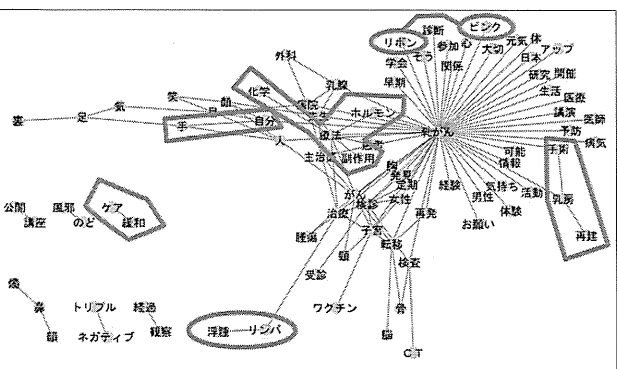 リボン
診断
ピンク
参加
心
大切
元気
休
そう
関係
日本
アップ
学会
早期
研究
開部
生活
医療
講演
医師
予防
病気
外科
乳腺
化学
病院
ホルモン
笑
顔
気
足
裏
手
自分
人
療法
主治
副作用
乳がん
胸
発見
定期
女性
がん
検診
治療
子宮
再発
転移
検査
経験
気持ち
男性
体験
お願い
可能
情報
活動
手術
乳房
再建
公開
講座
風邪
のど
ケア
緩和
腫瘍
頸
受診
ワクチン
骨
脳
CT
鼻
額
トリプル
ネガティブ
経過
観察
浮腫
リンパ